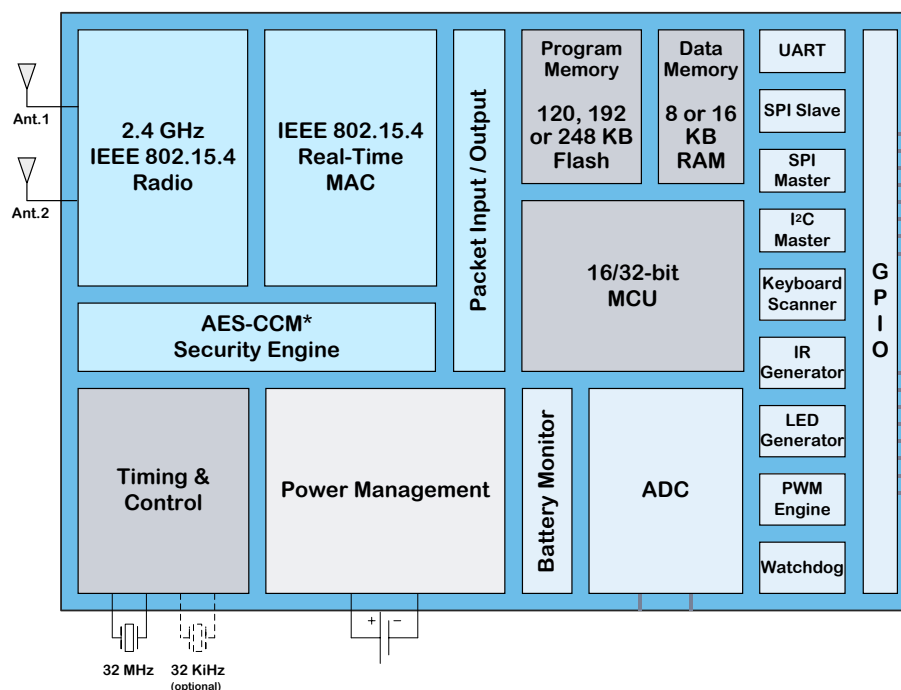 Ant.1
Ant.2
2.4 GHz
IEEE 802.15.4
Radio
IEEE 802.15.4
Real-Time
MAC
Packet Input / Output
AES-CCM*
Security Engine
Program
Memory
120, 192
or 248 KB
Flash
Data
Memory
8 or 16
KB
RAM
16/32-bit
MCU
UART
SPI Slave
SPI
Master
I²C
Master
Keyboard
Scanner
IR
Generator
LED
Generator
PWM
Engine
Watchdog
GPIO
Timing &
Control
Power Management
Battery Monitor
ADC
+ −
32 MHz
32 KiHz
(optional)